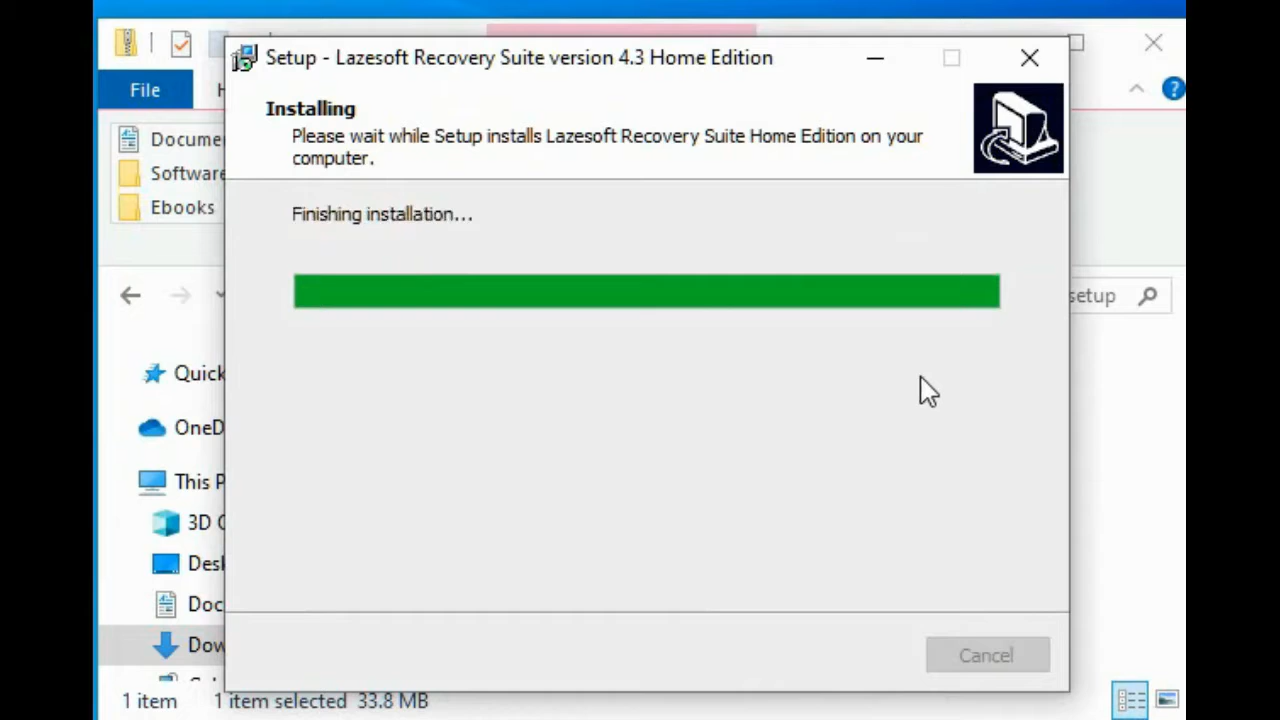 Setup - Lazesoft Recovery Suite version 4.3 Home Edition
File
Installing
Please wait while Setup installs Lazesoft Recovery Suite Home Edition on your
computer.
Docume
Software
Ebooks
Finishing installation...
setup
Quick
OneD
This P
3D
Desk
Doc
Dow
Cancel
1 item
1 item selected 33.8 MB